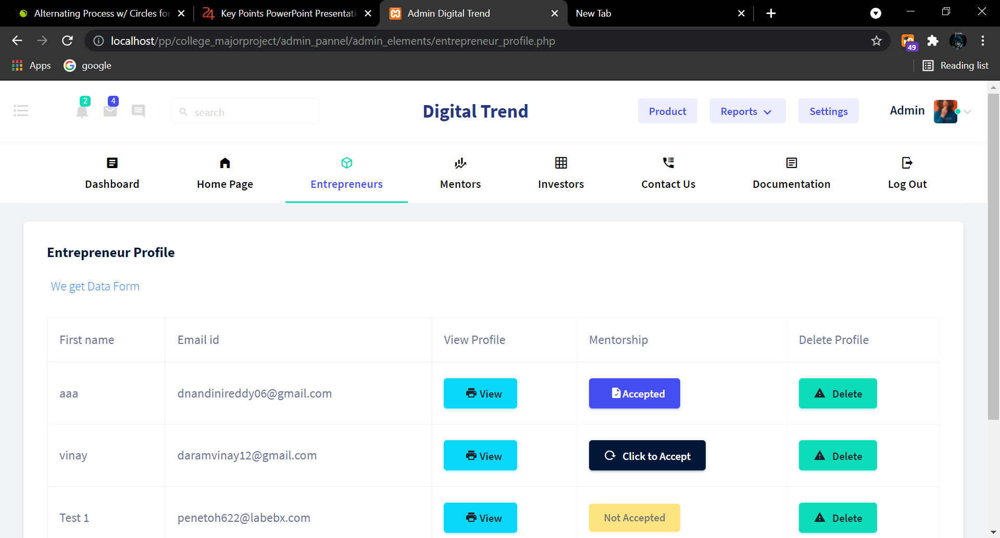 Alternating Process w/ Circles for
Key Points PowerPoint Presentati
Admin Digital Trend
New Tab
localhost/pp/college_majorproject/admin_pannel/admin_elements/entrepreneur_profile.php
49
Apps
google
Reading list
2
4
search
Digital Trend
Product
Reports
Settings
Admin
Dashboard
Home Page
Entrepreneurs
Mentors
Investors
Contact Us
Documentation
Log Out
Entrepreneur Profile
We get Data Form
First name
Email id
View Profile
Mentorship
Delete Profile
aaa
dnandinireddy06@gmail.com
View
Accepted
Delete
vinay
daramvinay12@gmail.com
View
Click to Accept
Delete
Test 1
penetoh622@labebx.com
View
Not Accepted
Delete